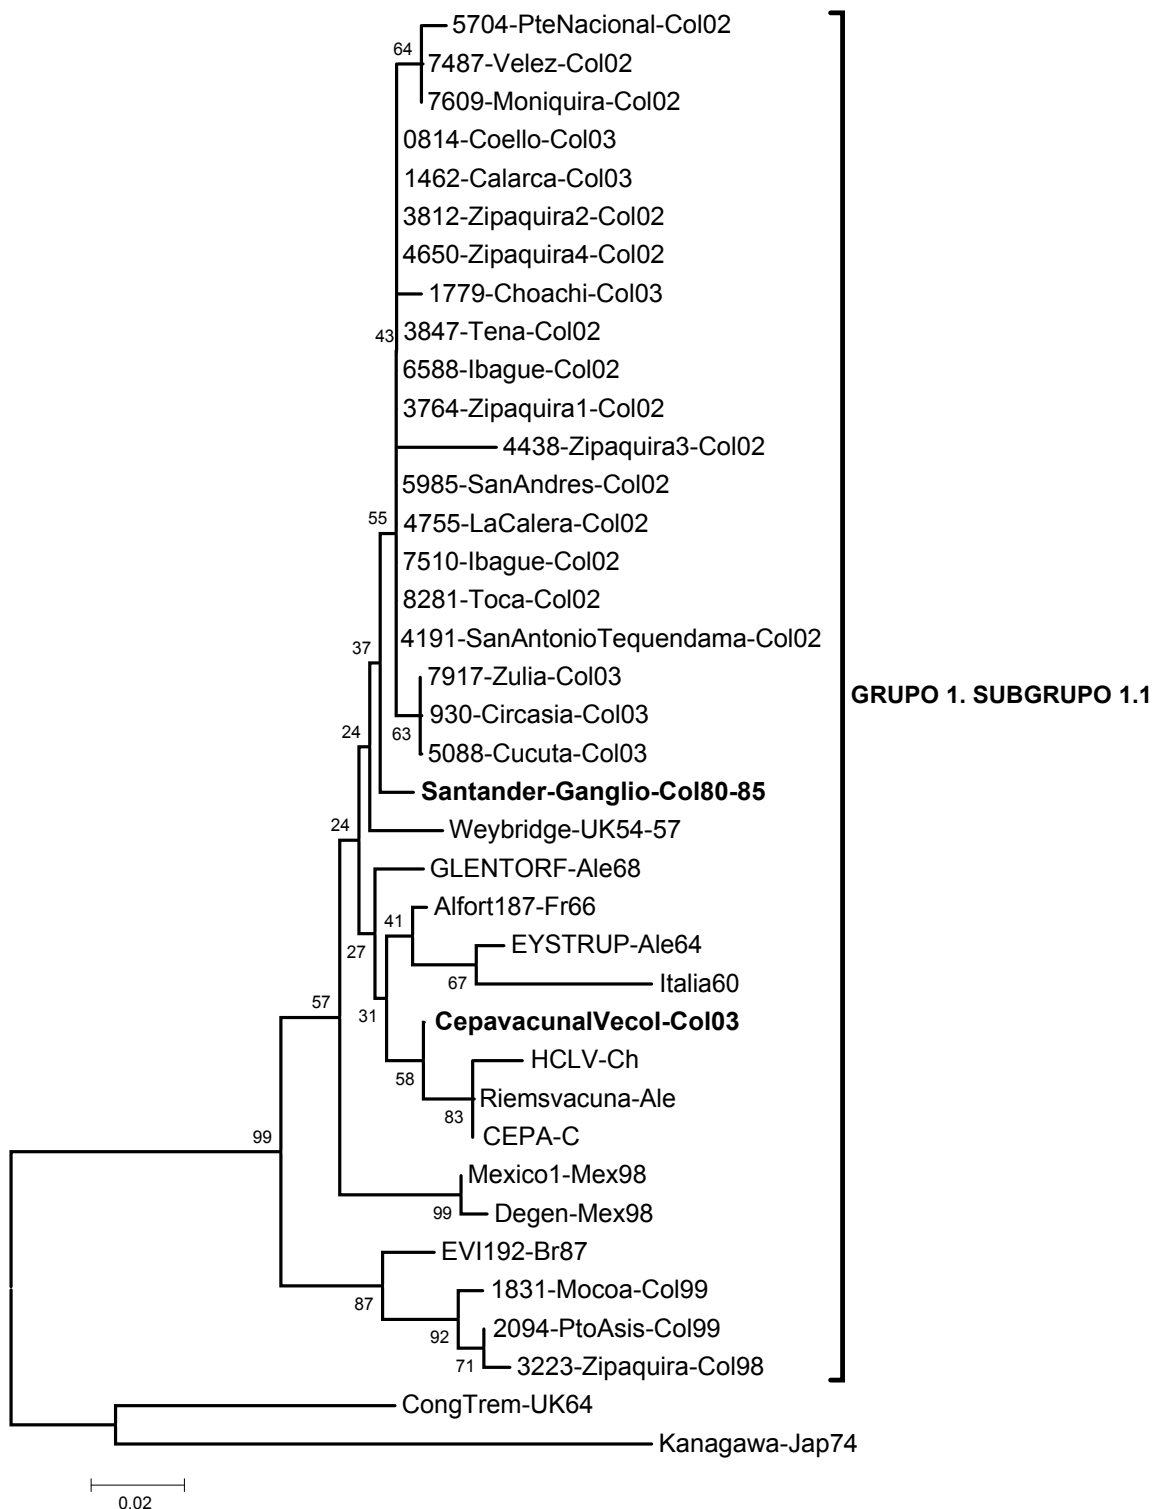 5704-PteNacional-Col02
64
7487-Velez-Col02
7609-Moniquira-Col02
0814-Coello-Col03
1462-Calarca-Col03
3812-Zipaquira2-Col02
4650-Zipaquira4-Col02
1779-Choachi-Col03
43
3847-Tena-Col02
6588-Ibague-Col02
3764-Zipaquira1-Col02
4438-Zipaquira3-Col02
5985-SanAndres-Col02
55
4755-LaCalera-Col02
7510-Ibague-Col02
8281-Toca-Col02
4191-SanAntonioTequendama-Col02
37
7917-Zulia-Col03
GRUPO 1. SUBGRUPO 1.1
930-Circasia-Col03
63
24
5088-Cucuta-Col03
Santander-Ganglio-Col80-85
24
Weybridge-UK54-57
GLENTORF-Ale68
Alfort187-Fr66
41
27
EYSTRUP-Ale64
67
Italia60
57
31
CepavacunalVecol-Col03
HCLV-Ch
58
Riemsvacuna-Ale
83
CEPA-C
99
Mexico1-Mex98
99
Degen-Mex98
EVI192-Br87
1831-Mocoa-Col99
87
2094-PtoAsis-Col99
92
71
3223-Zipaquira-Col98
CongTrem-UK64
Kanagawa-Jap74
0.02